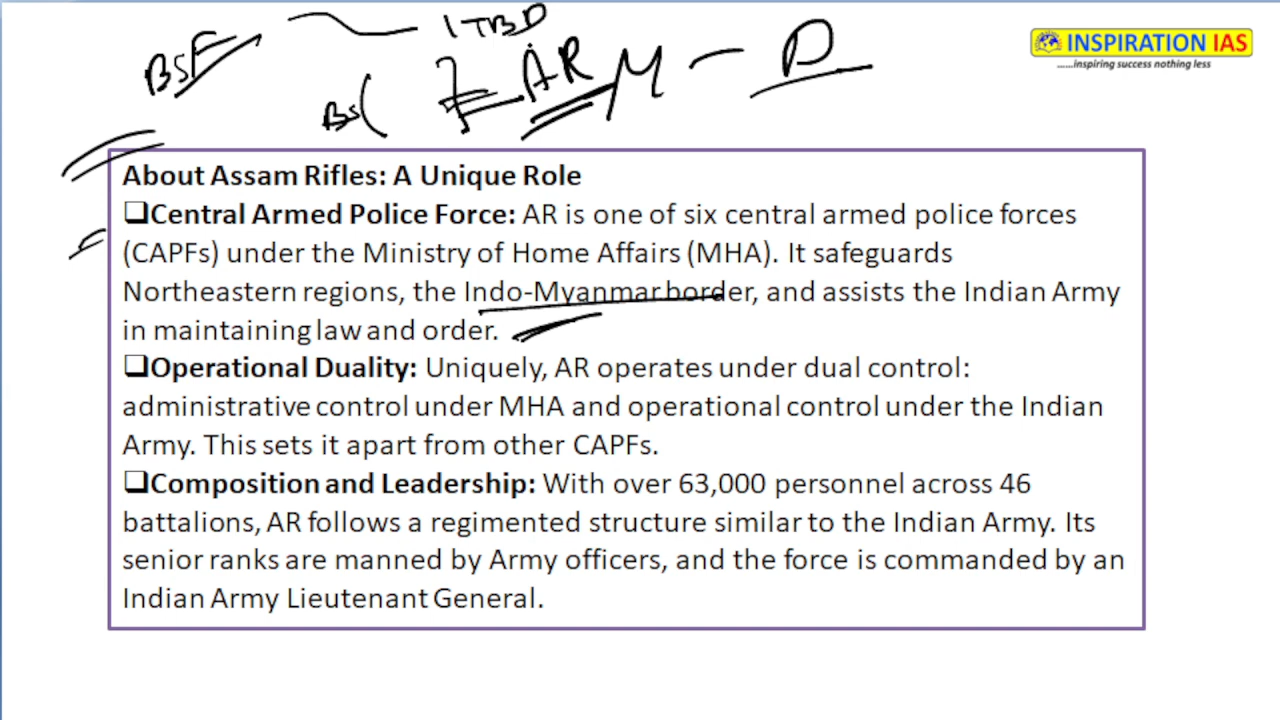 ITBP
BSF
ARM - D
BS(
INSPIRATION IAS
......inspiring success nothing less
About Assam Rifles: A Unique Role
❑Central Armed Police Force: AR is one of six central armed police forces
(CAPFs) under the Ministry of Home Affairs (MHA). It safeguards
Northeastern regions, the Indo-Myanmar border, and assists the Indian Army
in maintaining law and order.
❑Operational Duality: Uniquely, AR operates under dual control:
administrative control under MHA and operational control under the Indian
Army. This sets it apart from other CAPFs.
❑Composition and Leadership: With over 63,000 personnel across 46
battalions, AR follows a regimented structure similar to the Indian Army. Its
senior ranks are manned by Army officers, and the force is commanded by an
Indian Army Lieutenant General.